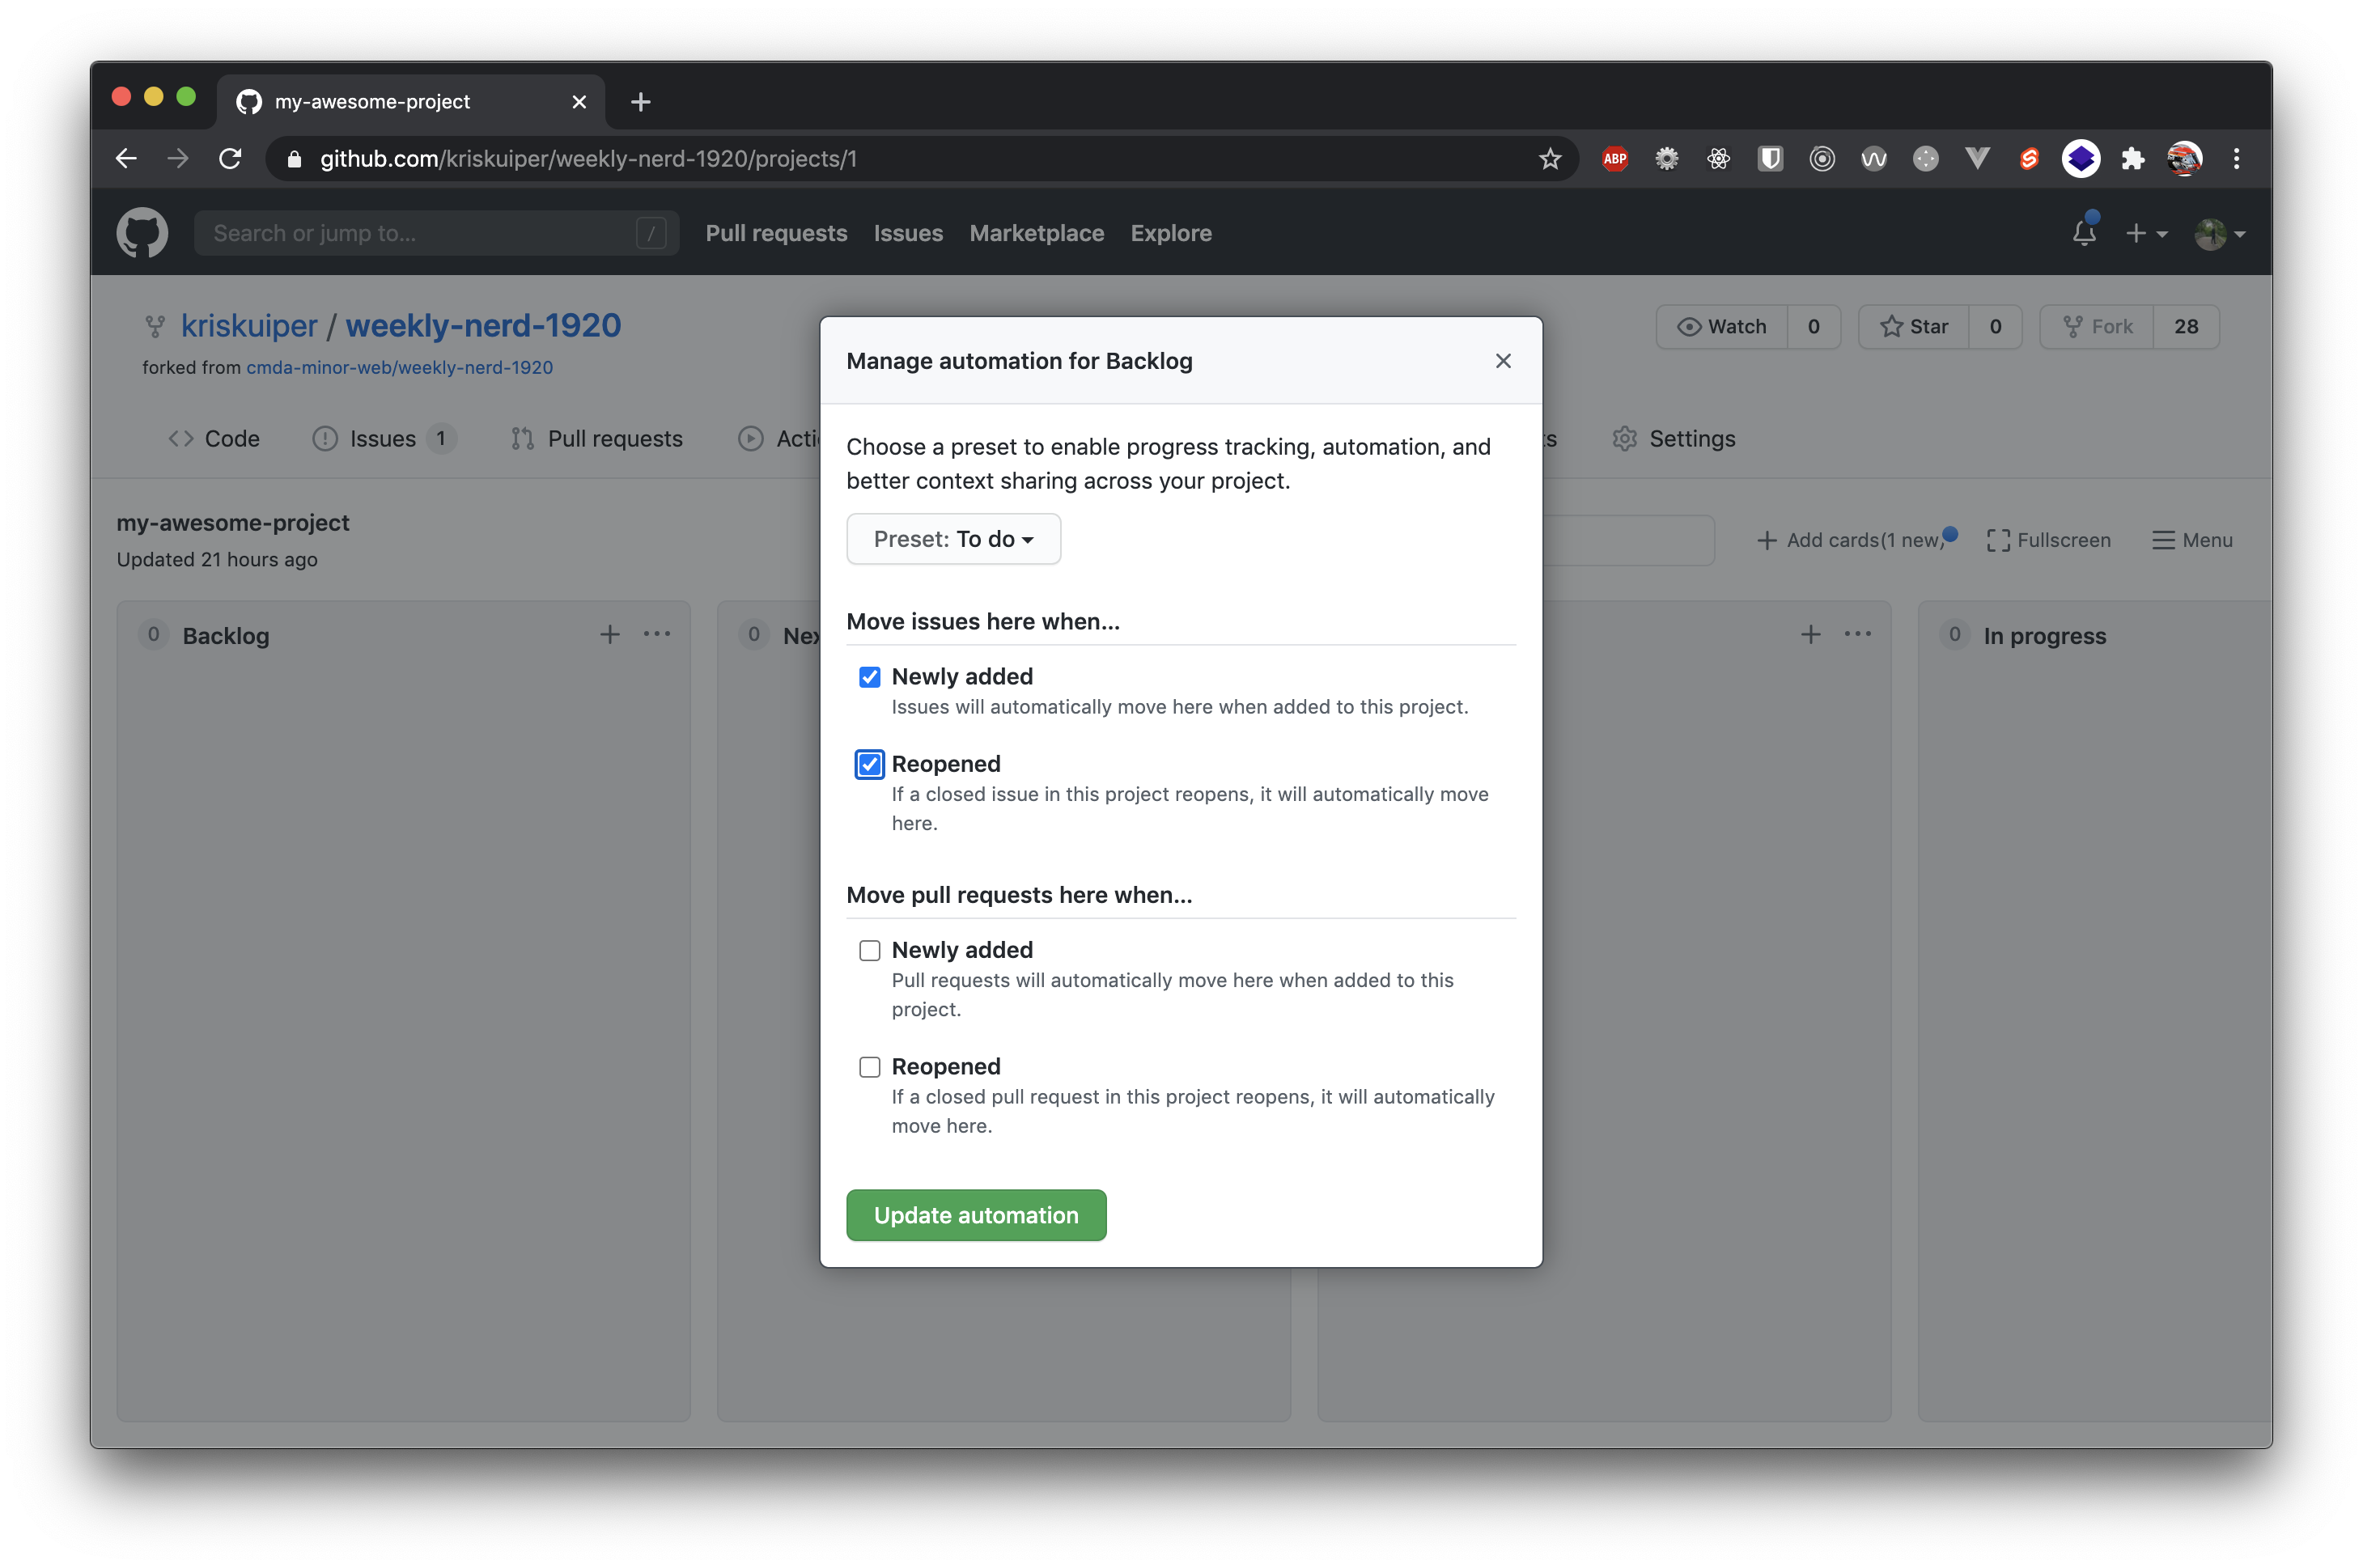 my-awesome-project
github.com/kriskuiper/weekly-nerd-1920/projects/1
ABP
Search or jump to...
/
Pull requests
Issues
Marketplace
Explore
kriskuiper / weekly-nerd-1920
forked from cmda-minor-web/weekly-nerd-1920
Watch 0
Star 0
Fork 28
Code
Issues 1
Pull requests
Settings
my-awesome-project
Updated 21 hours ago
Add cards(1 new)
Fullscreen
Menu
0 Backlog
0
0 In progress
Manage automation for Backlog
Choose a preset to enable progress tracking, automation, and
better context sharing across your project.
Preset: To do
Move issues here when...
Newly added
Issues will automatically move here when added to this project.
Reopened
If a closed issue in this project reopens, it will automatically move
here.
Move pull requests here when...
Newly added
Pull requests will automatically move here when added to this
project.
Reopened
If a closed pull request in this project reopens, it will automatically
move here.
Update automation